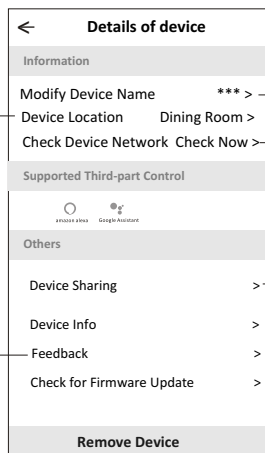 ← Details of device
Information
Modify Device Name *** >
Device Location Dining Room >
Check Device Network Check Now >
Supported Third-part Control
amazon alexa Google Assistant
Others
Device Sharing >
Device Info >
Feedback >
Check for Firmware Update >
Remove Device